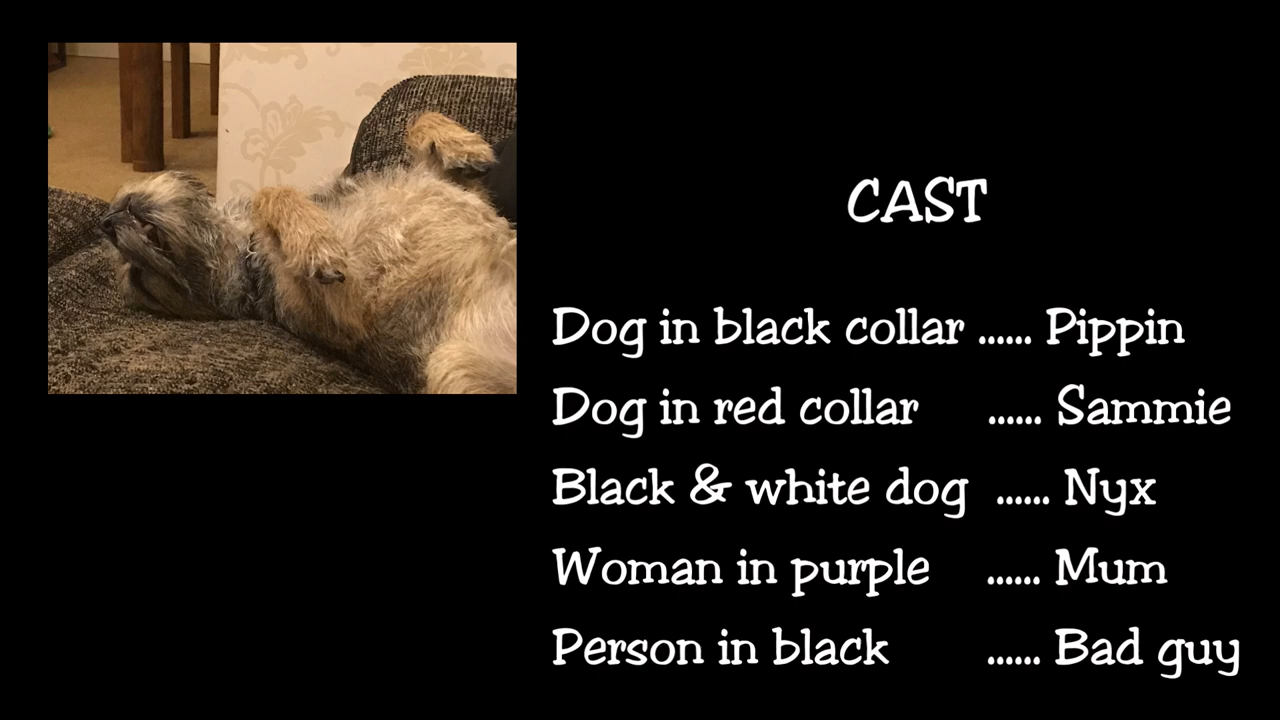 CAST
Dog in black collar ...... Pippin
Dog in red collar ...... Sammie
Black & white dog ...... Nyx
Woman in purple ...... Mum
Person in black ...... Bad guy